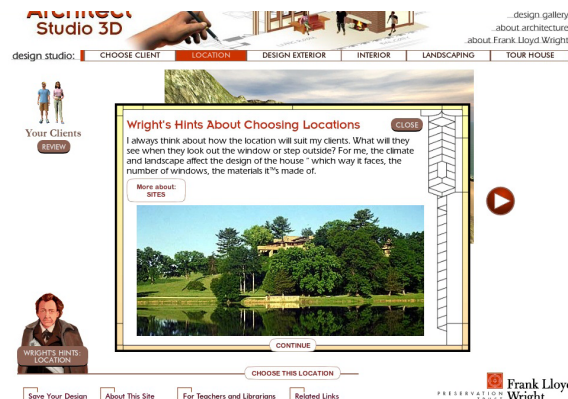 Architect
Studio 3D
...design gallery
...about architecture
...about Frank Lloyd Wright
design studio:
CHOOSE CLIENT
LOCATION
DESIGN EXTERIOR
INTERIOR
LANDSCAPING
TOUR HOUSE
Your Clients
REVIEW
Wright's Hints About Choosing Locations
CLOSE
I always think about how the location will suit my clients. What will they
see when they look out the window or step outside? For me, the climate
and landscape affect the design of the house " which way it faces, the
number of windows, the materials it™s made of.
More about:
SITES
CONTINUE
WRIGHT'S HINTS:
LOCATION
CHOOSE THIS LOCATION
Save Your Design
About This Site
For Teachers and Librarians
Related Links
Frank Lloyd
PRESERVATION
Wright